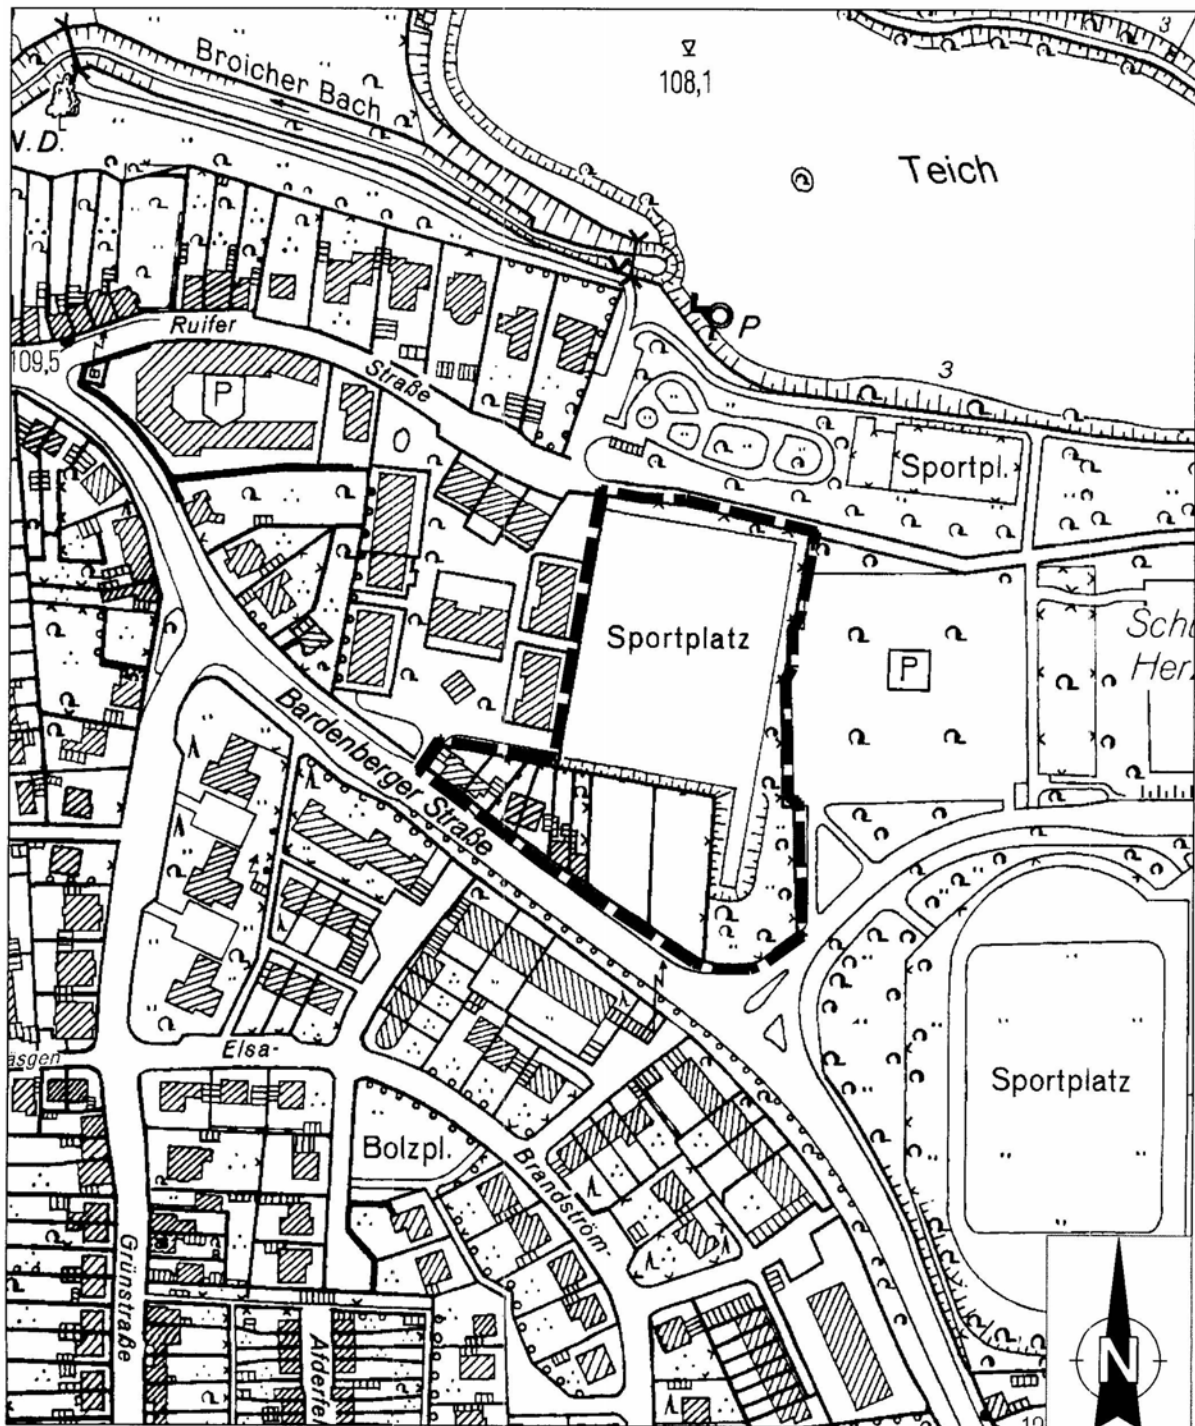 3
Broicher Bach
108,1
Teich
N.D.
P
Ruifer
Straße
109,5
P
3
Sportpl.
Sportplatz
P
Bardenberger Straße
Elsa-
Brandström-
Bolzpl.
Sportplatz
Grünstraße
N